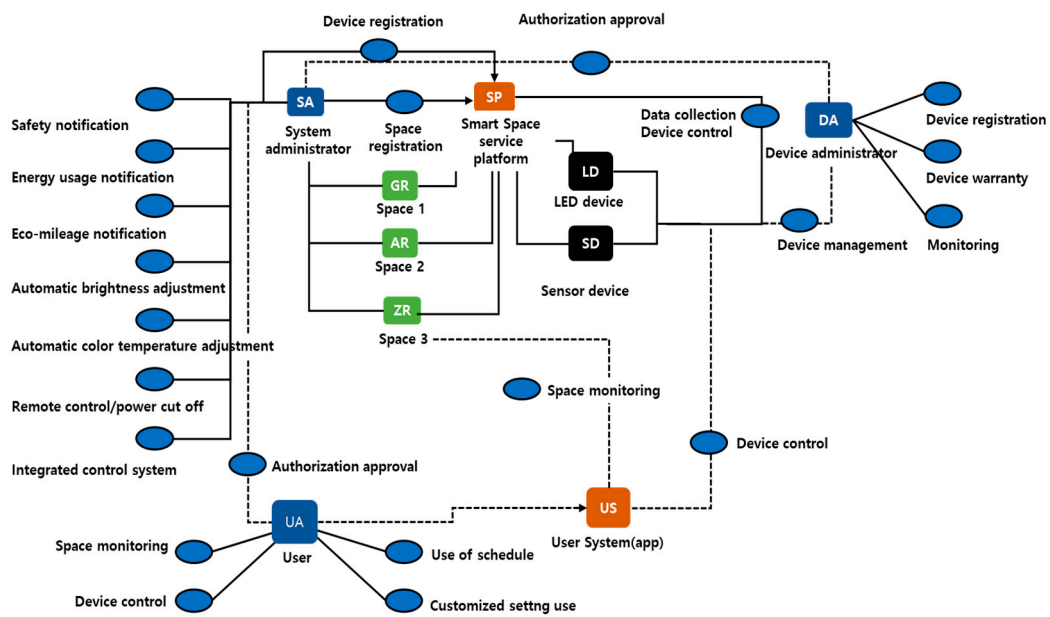 Device registration
Authorization approval
SA
SP
DA
System
administrator
Space
registration
Smart Space
service
platform
Data collection
Device control
Device administrator
Device registration
Device warranty
Monitoring
Device management
Safety notification
Energy usage notification
Eco-mileage notification
Automatic brightness adjustment
Automatic color temperature adjustment
Remote control/power cut off
Integrated control system
GR
Space 1
AR
Space 2
ZR
Space 3
LD
LED device
SD
Sensor device
Space monitoring
Device control
Authorization approval
UA
User
US
User System(app)
Space monitoring
Device control
Use of schedule
Customized settng use